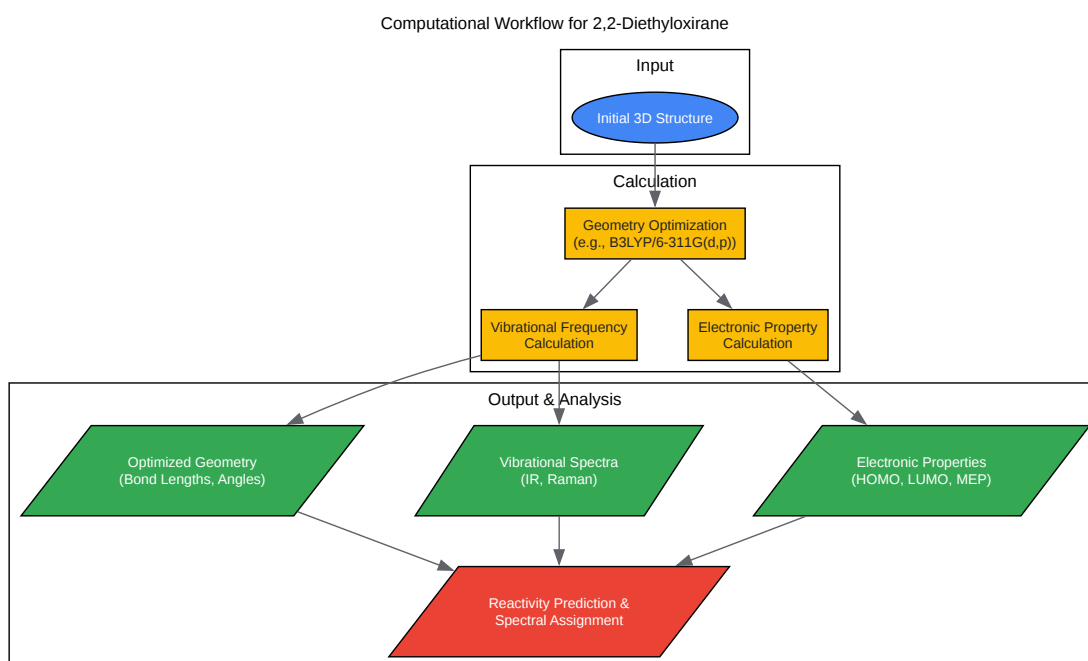 Computational Workflow for 2,2-Diethyloxirane
Input
Initial 3D Structure
Calculation
Geometry Optimization
(e.g., B3LYP/6-311G(d,p))
Vibrational Frequency
Calculation
Electronic Property
Calculation
Output & Analysis
Optimized Geometry
(Bond Lengths, Angles)
Vibrational Spectra
(IR, Raman)
Electronic Properties
(HOMO, LUMO, MEP)
Reactivity Prediction &
Spectral Assignment